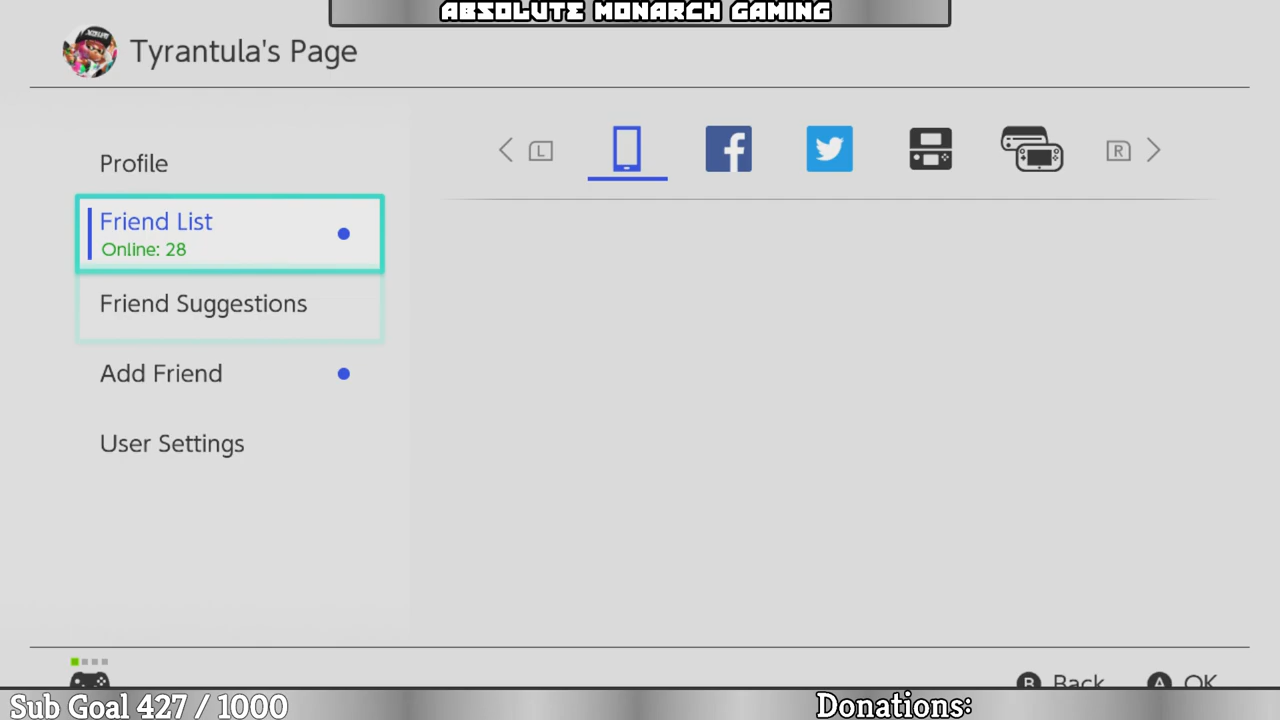 ABSOLUTE MONARCH GAMING
Tyrantula's Page
Profile
Friend List
Online: 28
Friend Suggestions
Add Friend
User Settings
L
R
B Back
A OK
Sub Goal 427 / 1000
Donations: